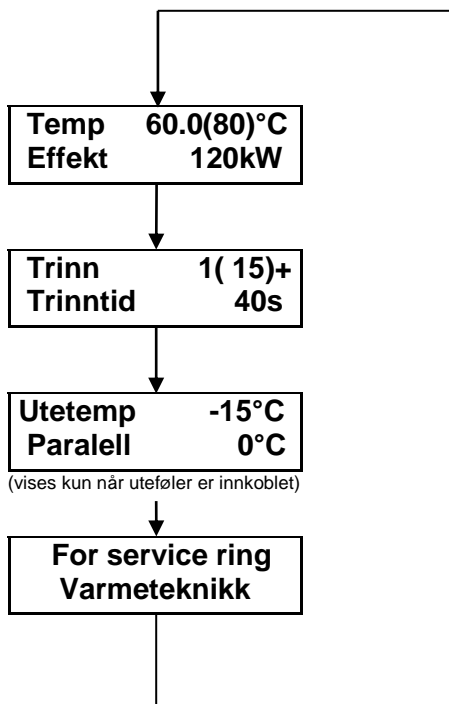 Temp 60.0(80)°C
Effekt 120kW
Trinn 1( 15)+
Trinntid 40s
Utetemp -15°C
Paralell 0°C
(vises kun når uteføler er innkoblet)
For service ring
Varmeteknikk